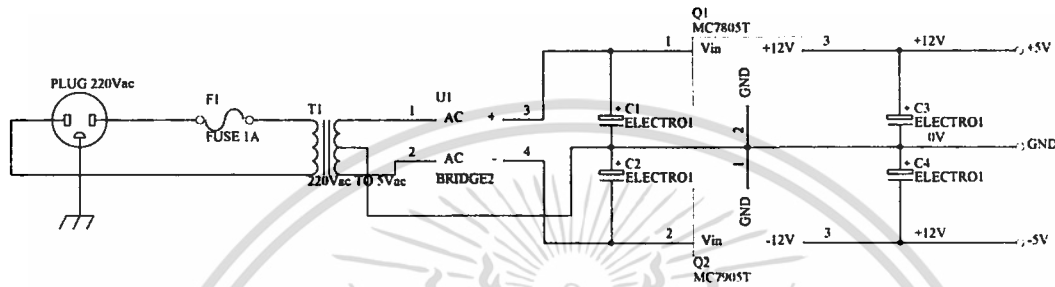 Q1
MC7805T
1
Vin
+12V
3
+12V
+5V
PLUG 220Vac
F1
FUSE 1A
T1
220Vac TO 5Vac
U1
1
AC
+
3
2
AC
-
4
BRIDGE2
+ C1
ELECTRO1
+ C2
ELECTRO1
GND
2
1
GND
+ C3
ELECTRO1
0V
GND
+ C4
ELECTRO1
2
Vin
-12V
3
+12V
-5V
Q2
MC7905T